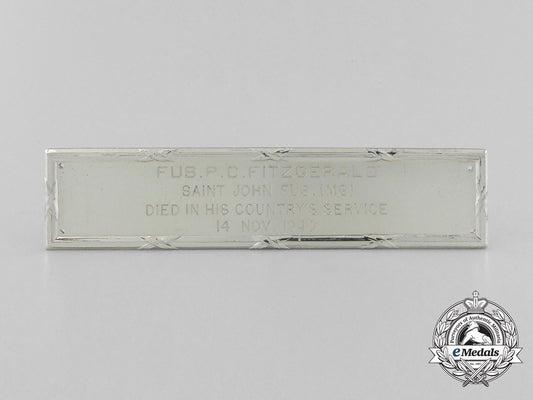 FUS. P. C. FITZGERALD
SAINT JOHN FUS. (MG)
DIED IN HIS COUNTRY'S SERVICE
14 NOV.
eMedals